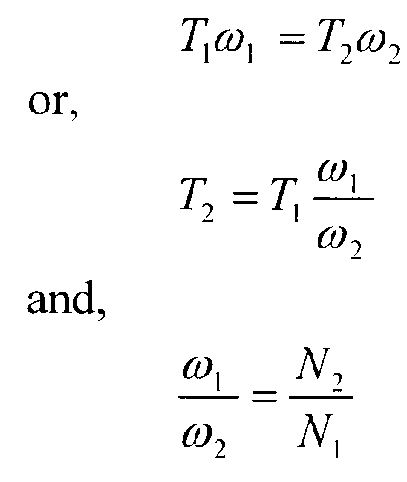 T₁ω₁ = T₂ω₂
or,
T₂ = T₁ ω₁/ω₂
and,
ω₁/ω₂ = N₂/N₁